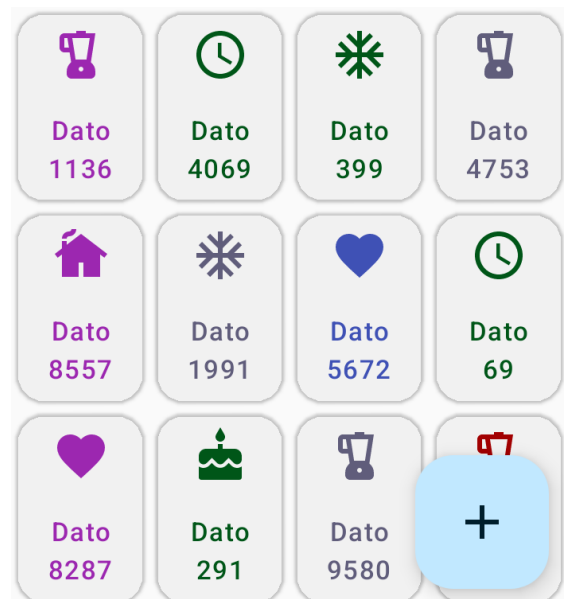 Dato
1136
Dato
4069
Dato
399
Dato
4753
Dato
8557
Dato
1991
Dato
5672
Dato
69
Dato
8287
Dato
291
Dato
9580